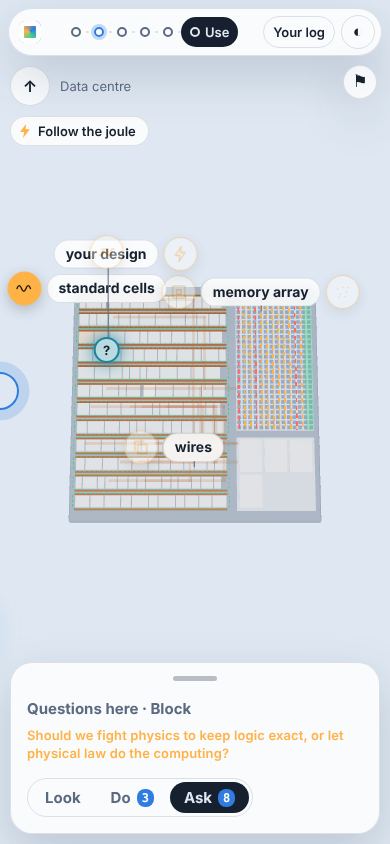 Use
Your log
Data centre
Follow the joule
your design
standard cells
memory array
?
wires
Questions here · Block
Should we fight physics to keep logic exact, or let
physical law do the computing?
Look
Do 3
Ask 8